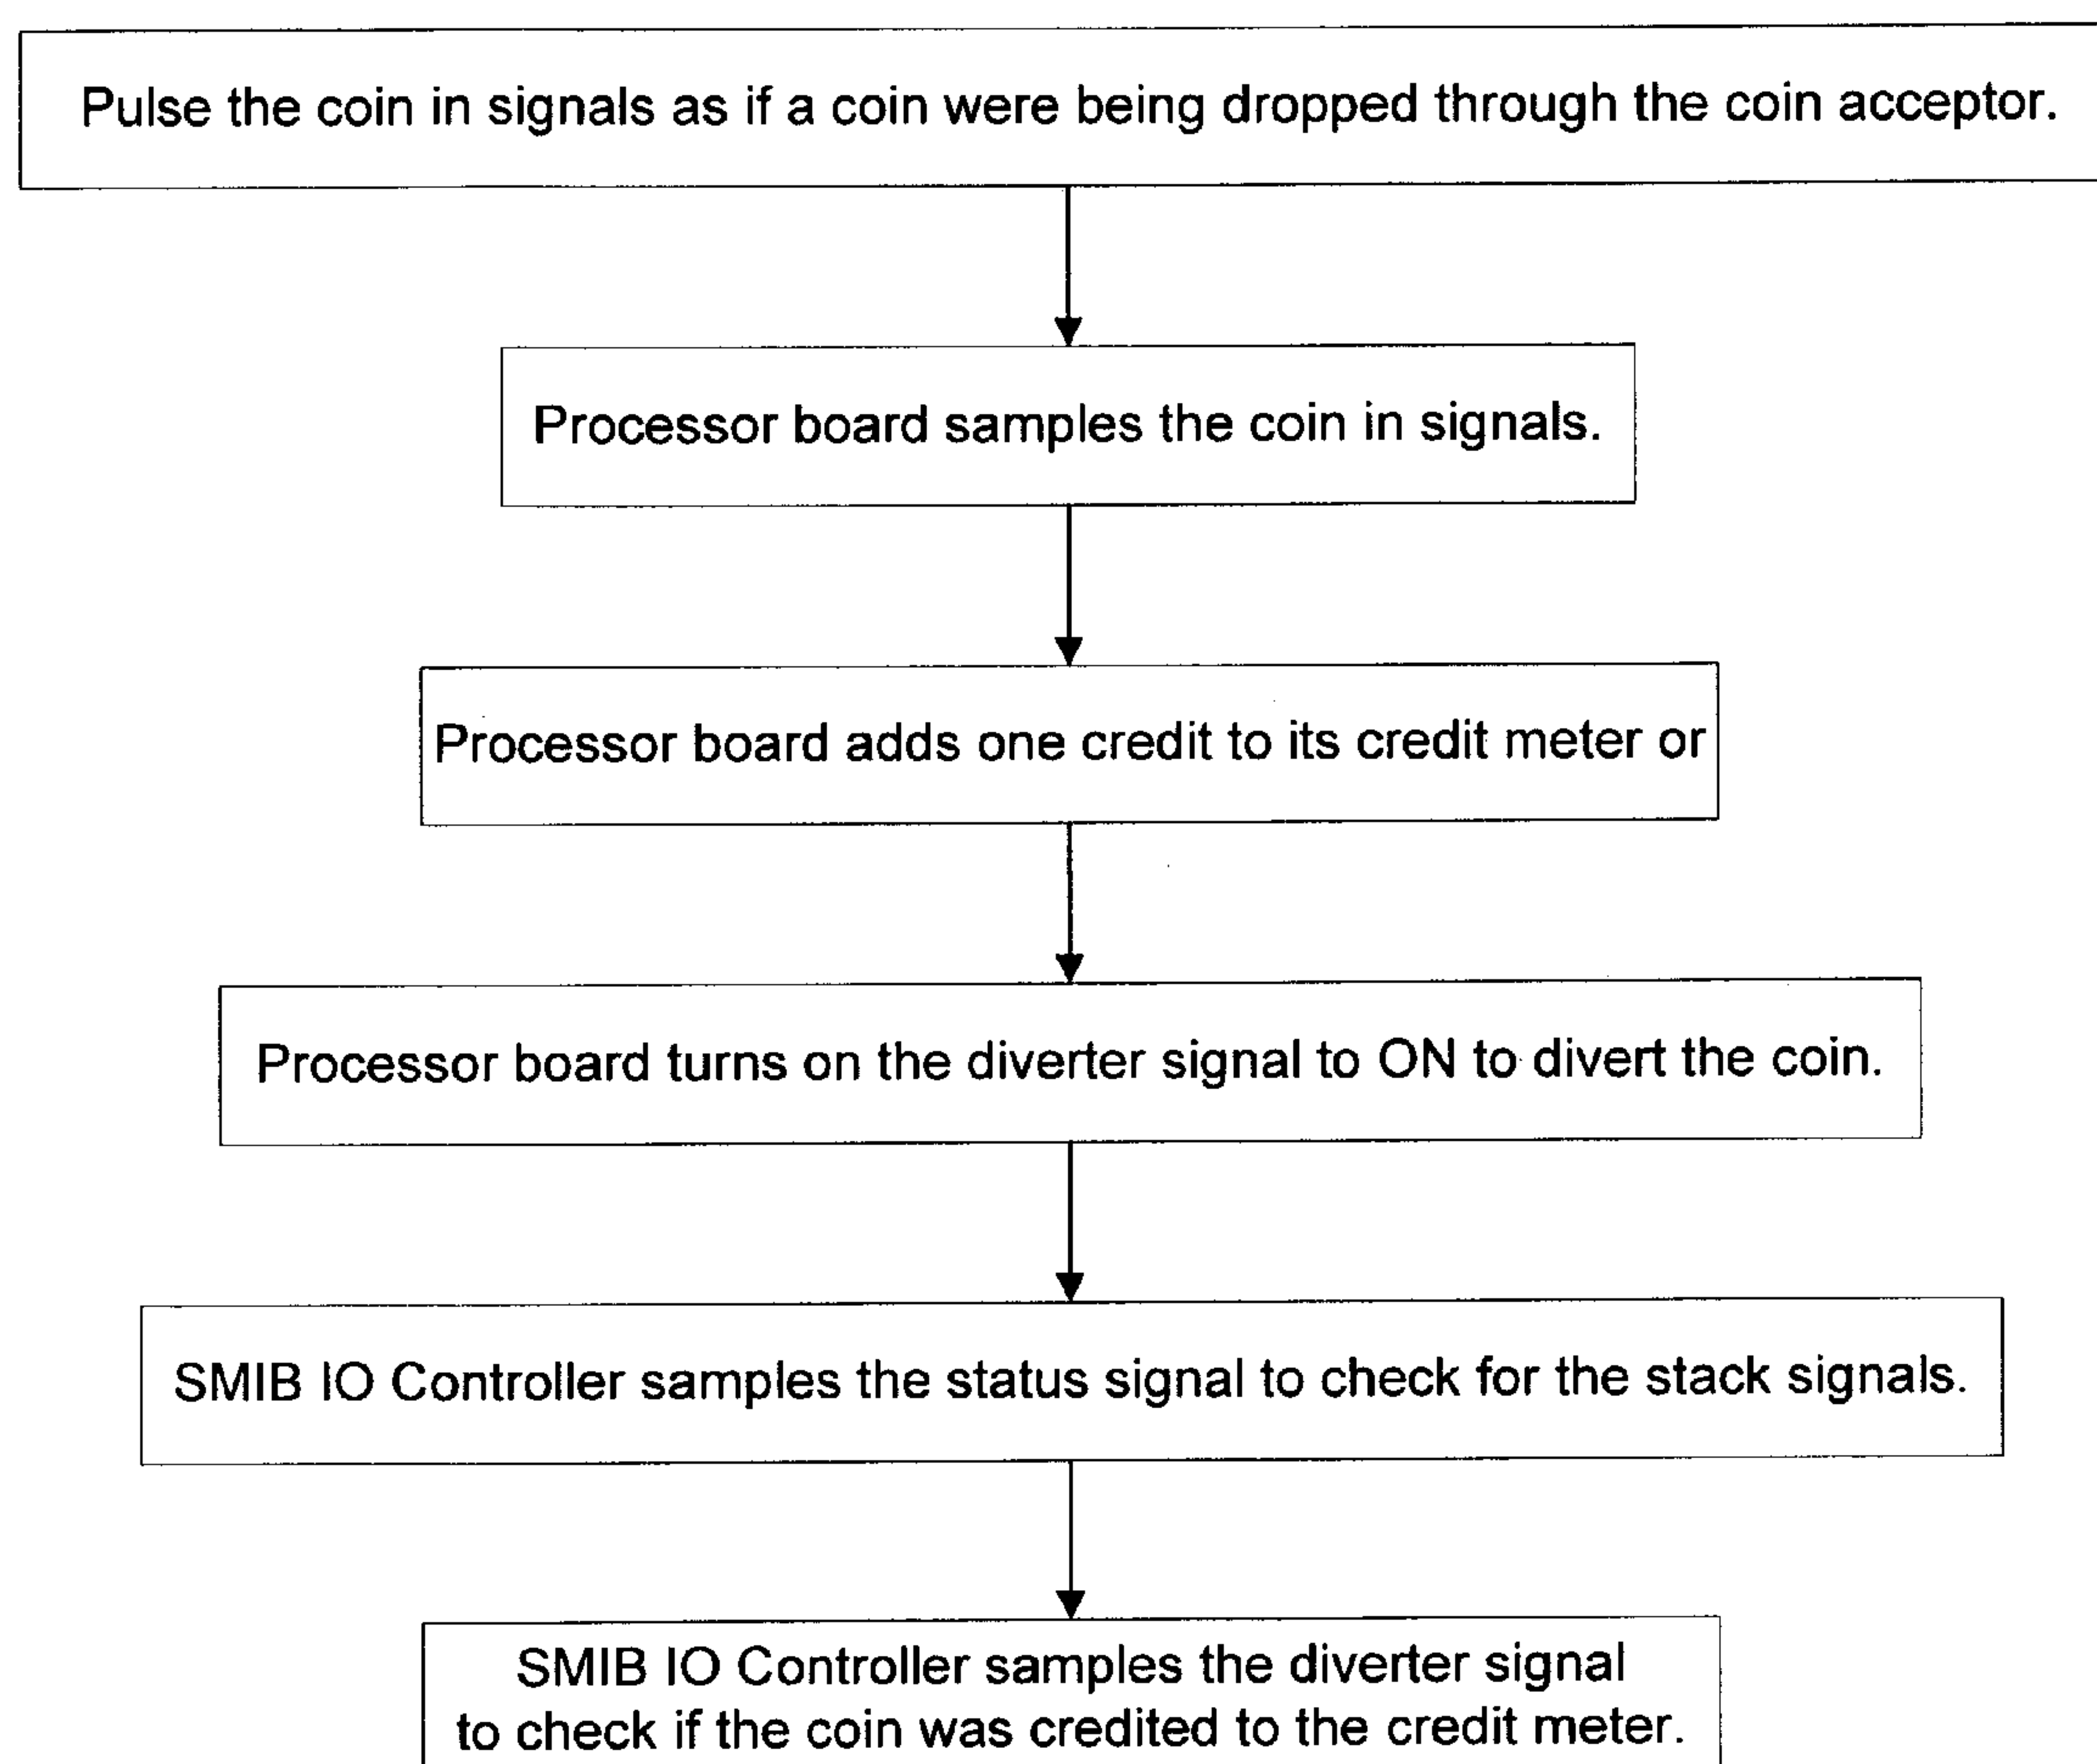 Pulse the coin in signals as if a coin were being dropped through the coin acceptor.
Processor board samples the coin in signals.
Processor board adds one credit to its credit meter or
Processor board turns on the diverter signal to ON to divert the coin.
SMIB IO Controller samples the status signal to check for the stack signals.
SMIB IO Controller samples the diverter signal
to check if the coin was credited to the credit meter.